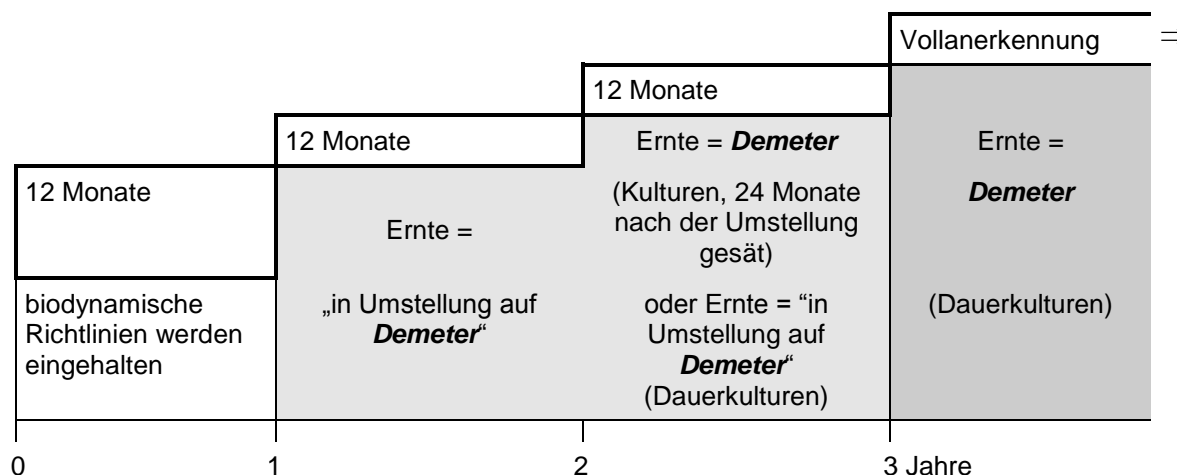 12 Monate
biodynamische
Richtlinien werden
eingehalten
12 Monate
Ernte =
„in Umstellung auf
Demeter“
12 Monate
Ernte = Demeter
(Kulturen, 24 Monate
nach der Umstellung
gesät)
oder Ernte = “in
Umstellung auf
Demeter“
(Dauerkulturen)
Vollanerkennung =
Ernte =
Demeter
(Dauerkulturen)
0 1 2 3 Jahre